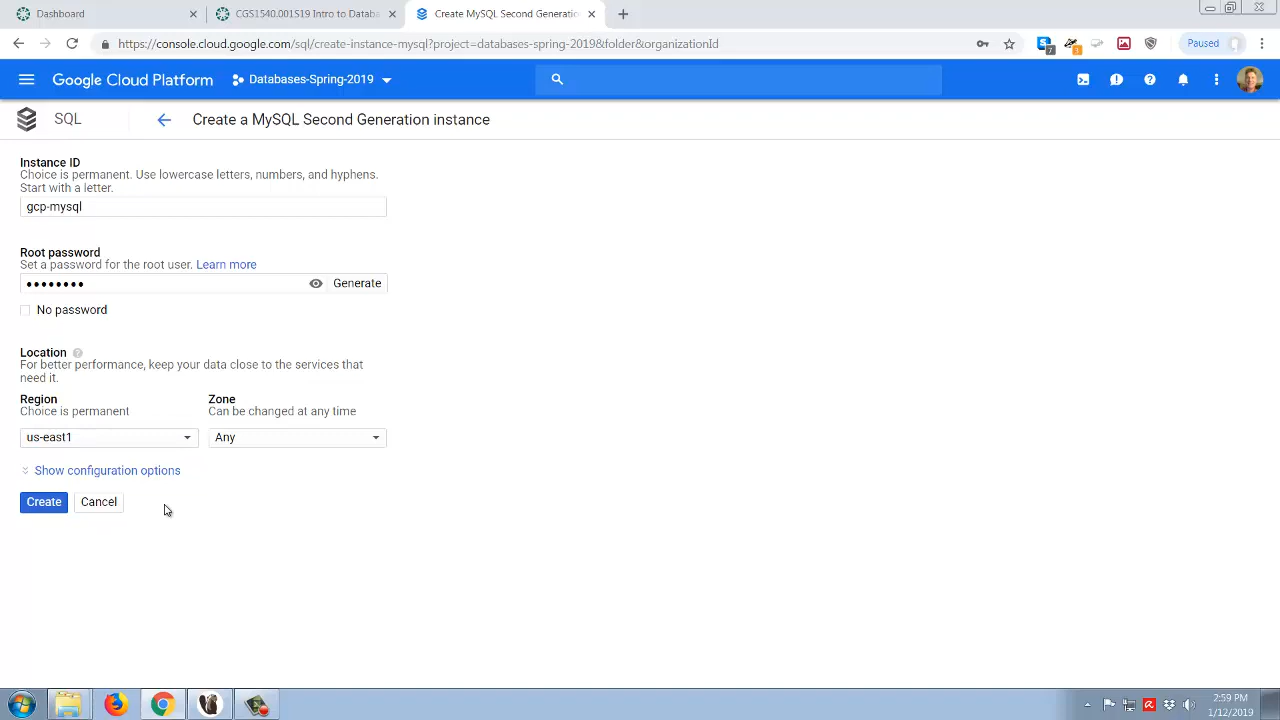 Dashboard
CGS1540.001S19 Intro to Databa
Create MySQL Second Generatio
https://console.cloud.google.com/sql/create-instance-mysql?project=databases-spring-2019&folder&organizationId
7
1
Paused
Google Cloud Platform
Databases-Spring-2019
SQL
Create a MySQL Second Generation instance
Instance ID
Choice is permanent. Use lowercase letters, numbers, and hyphens.
Start with a letter.
gcp-mysql
Root password
Set a password for the root user. Learn more
••••••••
Generate
No password
Location
For better performance, keep your data close to the services that
need it.
Region
Choice is permanent
Zone
Can be changed at any time
us-east1
Any
Show configuration options
Create
Cancel
2:59 PM
1/12/2019